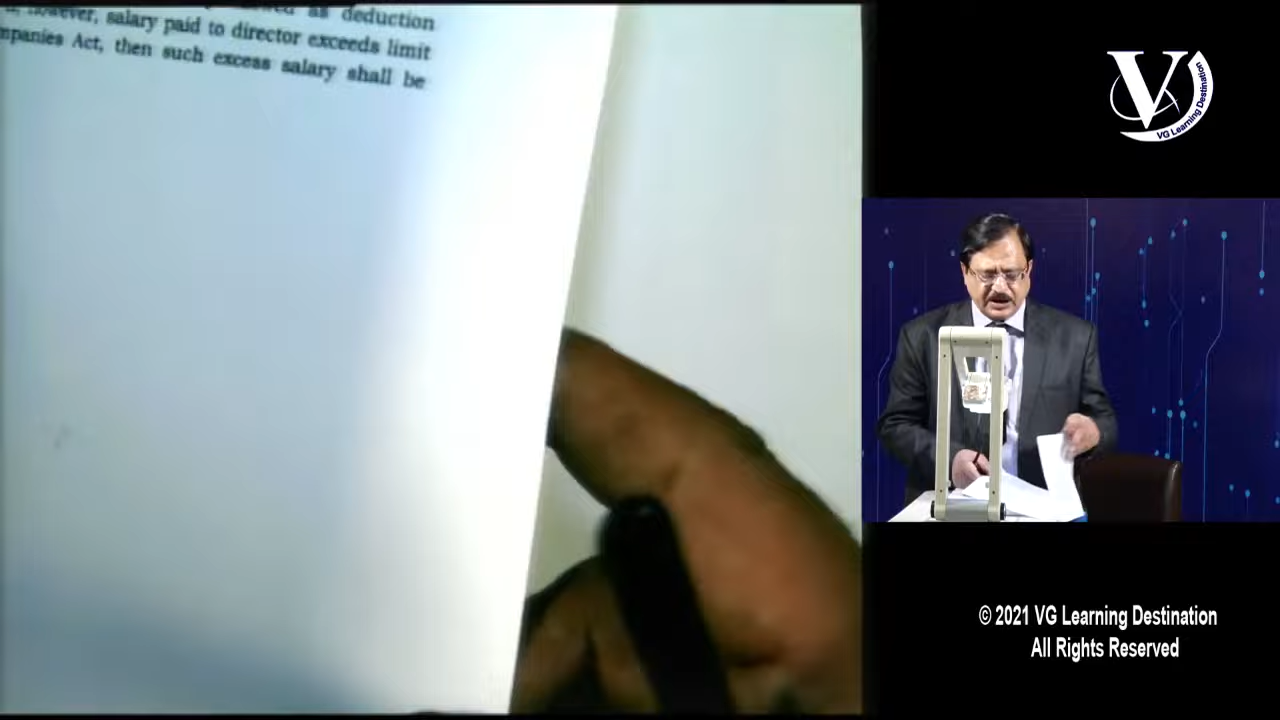 as deduction
however, salary paid to director exceeds limit
mpanies Act, then such excess salary shall be
V
VG Learning Destination
© 2021 VG Learning Destination
All Rights Reserved